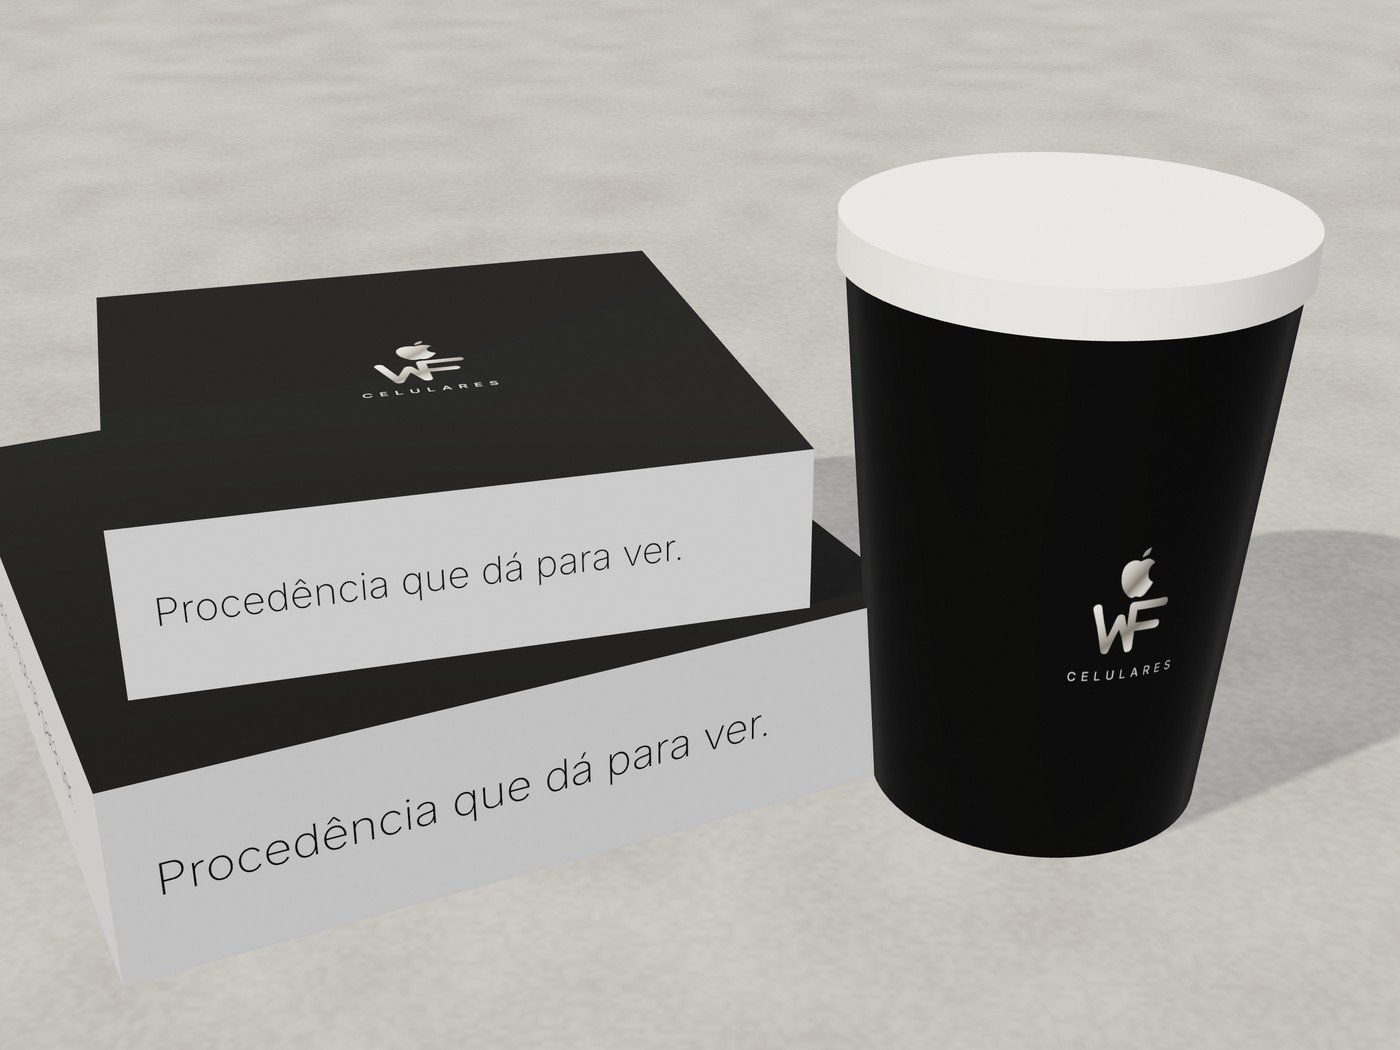 WF
CELULARES
Procedência que dá para ver.
Procedência que dá para ver.
WF
CELULARES